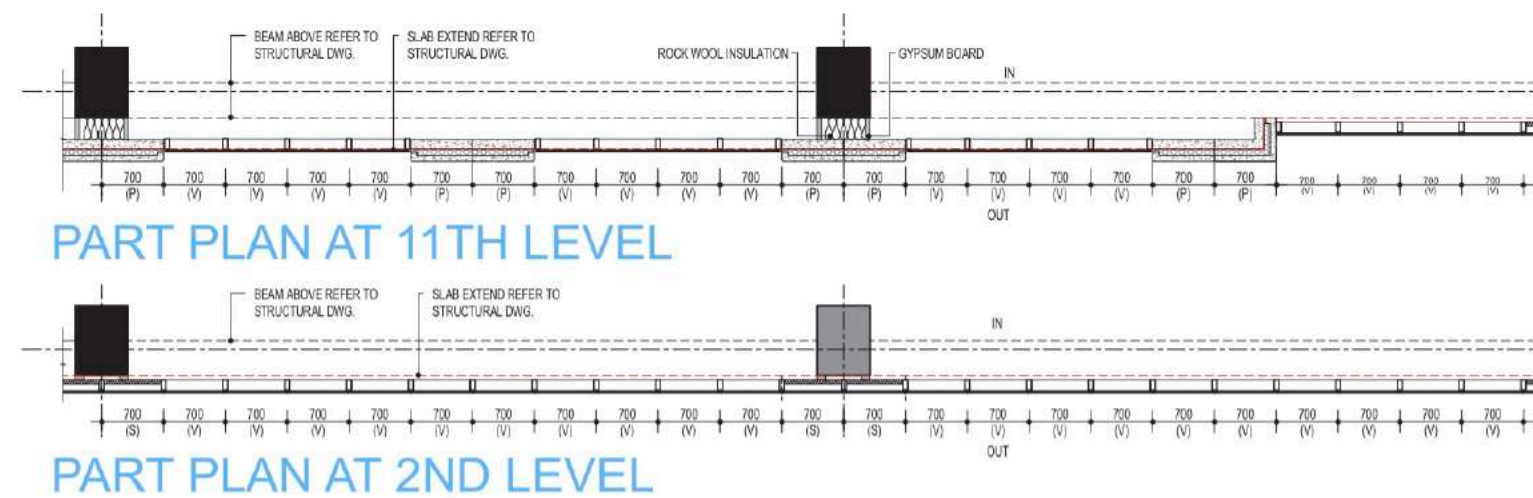 BEAM ABOVE REFER TO
STRUCTURAL DWG.
SLAB EXTEND REFER TO
STRUCTURAL DWG.
ROCK WOOL INSULATION
GYPSUM BOARD
IN
700 700 700 700 700 700 700 700 700 700 700 700 700 700 700 700 700 700 700 700 700 700 700
(P) (V) (V) (V) (V) (P) (P) (V) (V) (V) (V) (P) (P) (V) (V) (V) (V) (P) (P) (V) (V) (V) (V)
OUT
PART PLAN AT 11TH LEVEL
BEAM ABOVE REFER TO
STRUCTURAL DWG.
SLAB EXTEND REFER TO
STRUCTURAL DWG.
IN
700 700 700 700 700 700 700 700 700 700 700 700 700 700 700 700 700 700 700 700 700 700 700
(S) (V) (V) (V) (V) (V) (V) (V) (V) (V) (V) (S) (S) (V) (V) (V) (V) (V) (V) (V) (V) (V) (V)
OUT
PART PLAN AT 2ND LEVEL